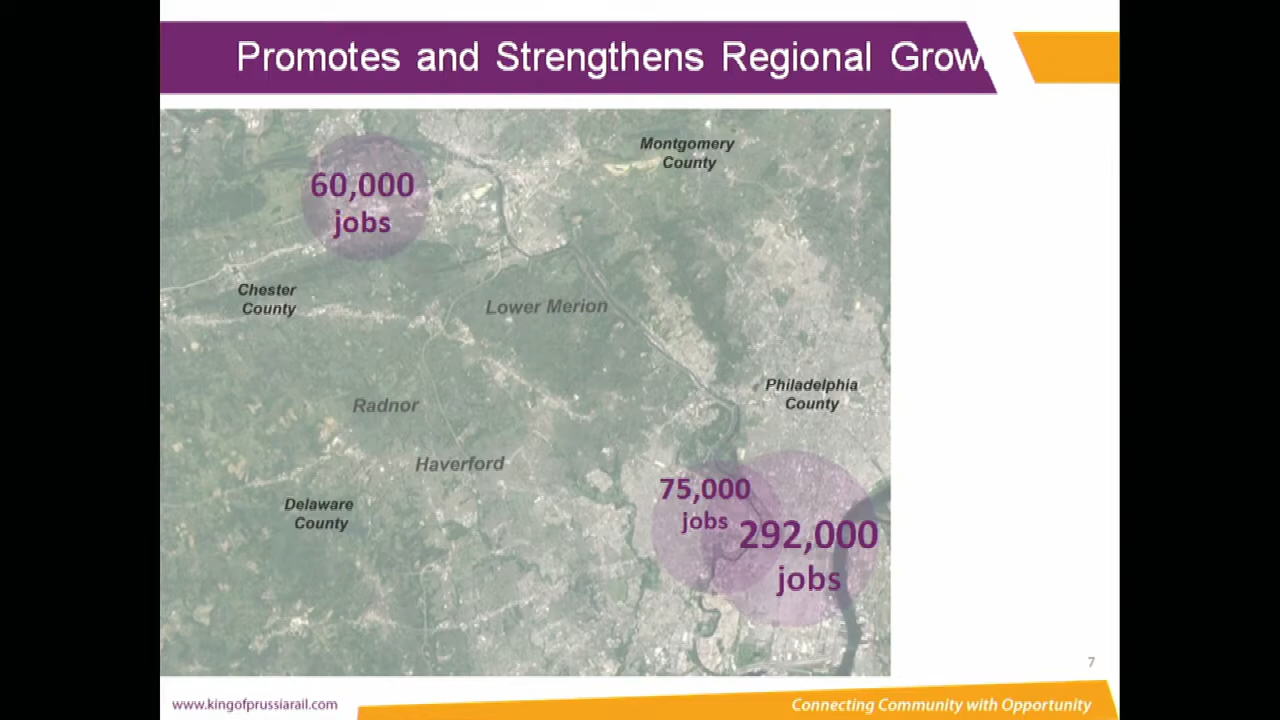 Promotes and Strengthens Regional Grow
Montgomery
County
60,000
jobs
Chester
County
Lower Merion
Philadelphia
County
Radnor
Haverford
75,000
jobs
292,000
jobs
Delaware
County
7
www.kingofprussiarail.com
Connecting Community with Opportunity